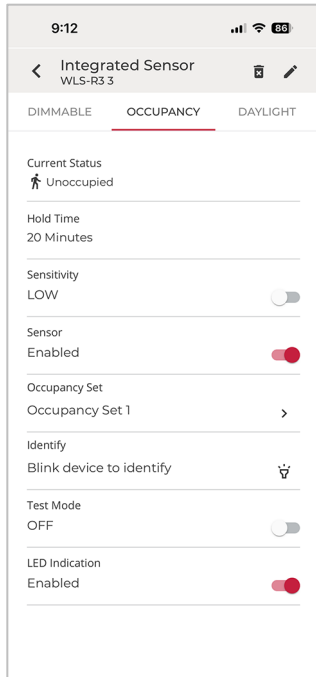 9:12
86
Integrated Sensor
WLS-R3 3
DIMMABLE OCCUPANCY DAYLIGHT
Current Status
Unoccupied
Hold Time
20 Minutes
Sensitivity
LOW
Sensor
Enabled
Occupancy Set
Occupancy Set 1
Identify
Blink device to identify
Test Mode
OFF
LED Indication
Enabled